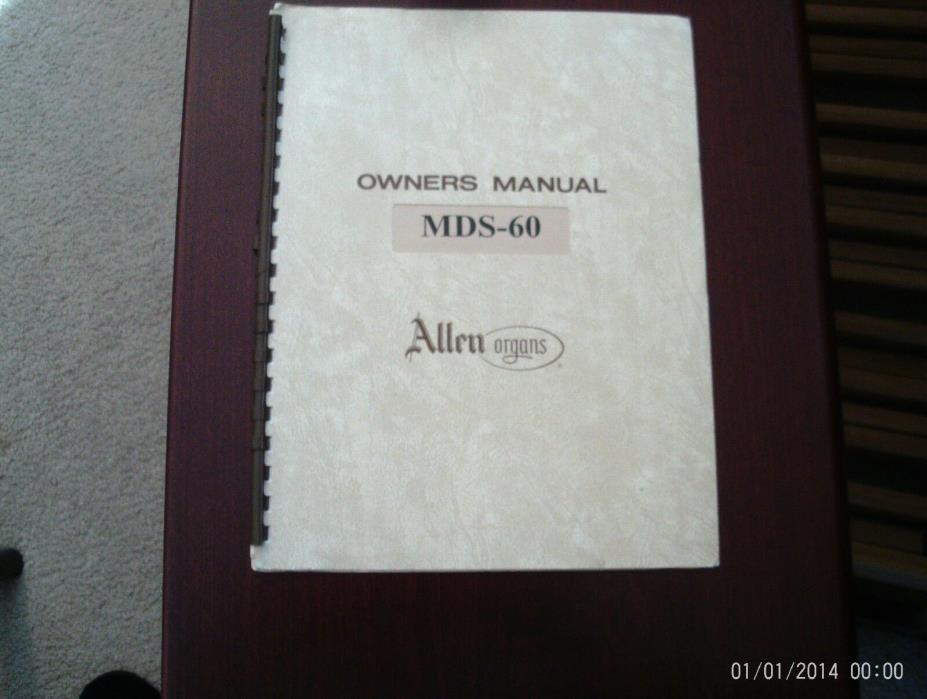 OWNERS MANUAL
MDS-60
Allen organs
01/01/2014 00:00